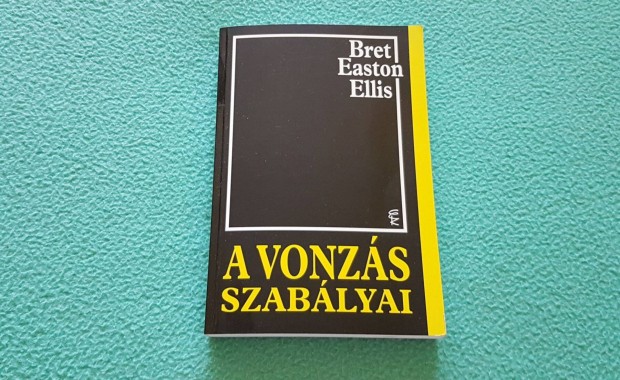 Bret
Easton
Ellis
A VONZÁS
SZABÁLYAI